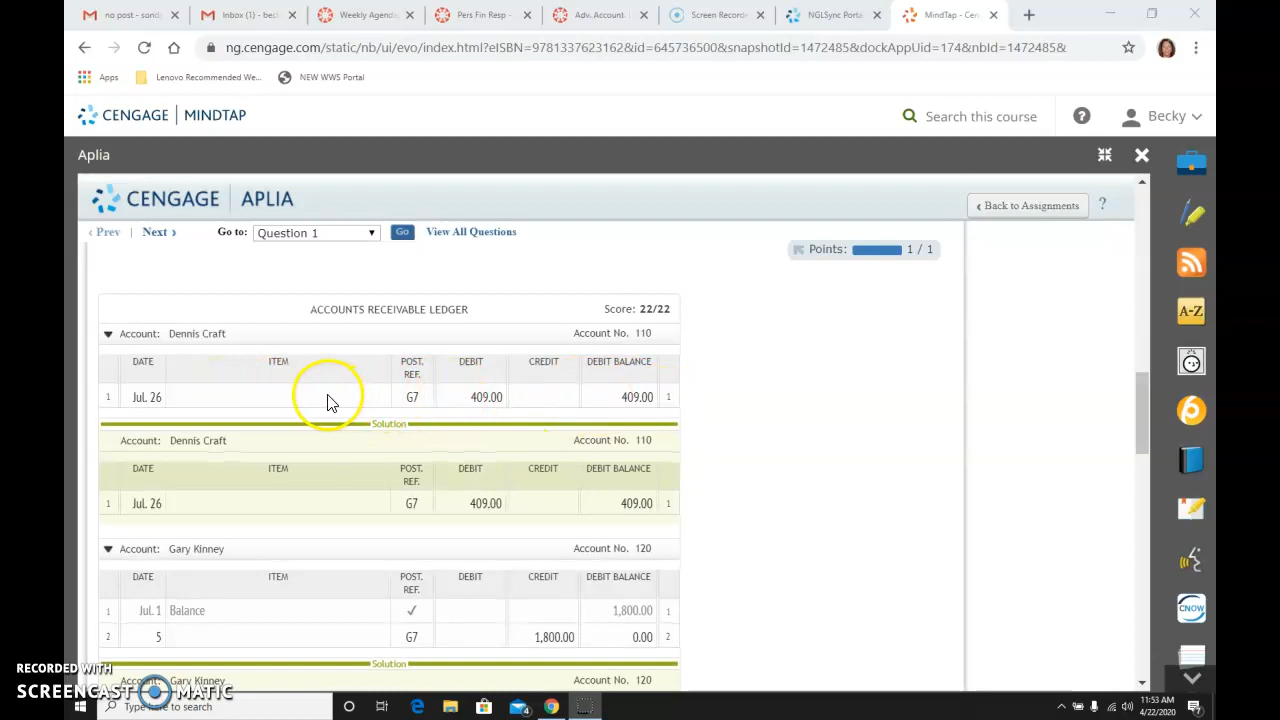 no post - sond
Inbox (1) - bec
Weekly Agenda
Pers Fin Resp -
Adv. Account.
Screen Record
NGLSync Porta
MindTap - Cen
ng.cengage.com/static/nb/ui/evo/index.html?eISBN=9781337623162&id=645736500&snapshotId=1472485&dockAppUid=174&nbId=1472485&
Apps
Lenovo Recommended We...
NEW WWS Portal
CENGAGE | MINDTAP
Search this course
?
Becky
Aplia
CENGAGE | APLIA
‹ Back to Assignments
?
‹ Prev | Next › Go to: Question 1 Go View All Questions
Points: 1 / 1
ACCOUNTS RECEIVABLE LEDGER Score: 22/22
Account: Dennis Craft Account No. 110
DATE ITEM POST. REF. DEBIT CREDIT DEBIT BALANCE
1 Jul. 26 G7 409.00 409.00 1
Solution
Account: Dennis Craft Account No. 110
DATE ITEM POST. REF. DEBIT CREDIT DEBIT BALANCE
1 Jul. 26 G7 409.00 409.00 1
Account: Gary Kinney Account No. 120
DATE ITEM POST. REF. DEBIT CREDIT DEBIT BALANCE
1 Jul. 1 Balance ✓ 1,800.00 1
2 5 G7 1,800.00 0.00 2
Solution
Account: Gary Kinney Account No. 120
A-Z
CNOW
RECORDED WITH
SCREENCAST MATIC
Type here to search
4
11:53 AM
4/22/2020